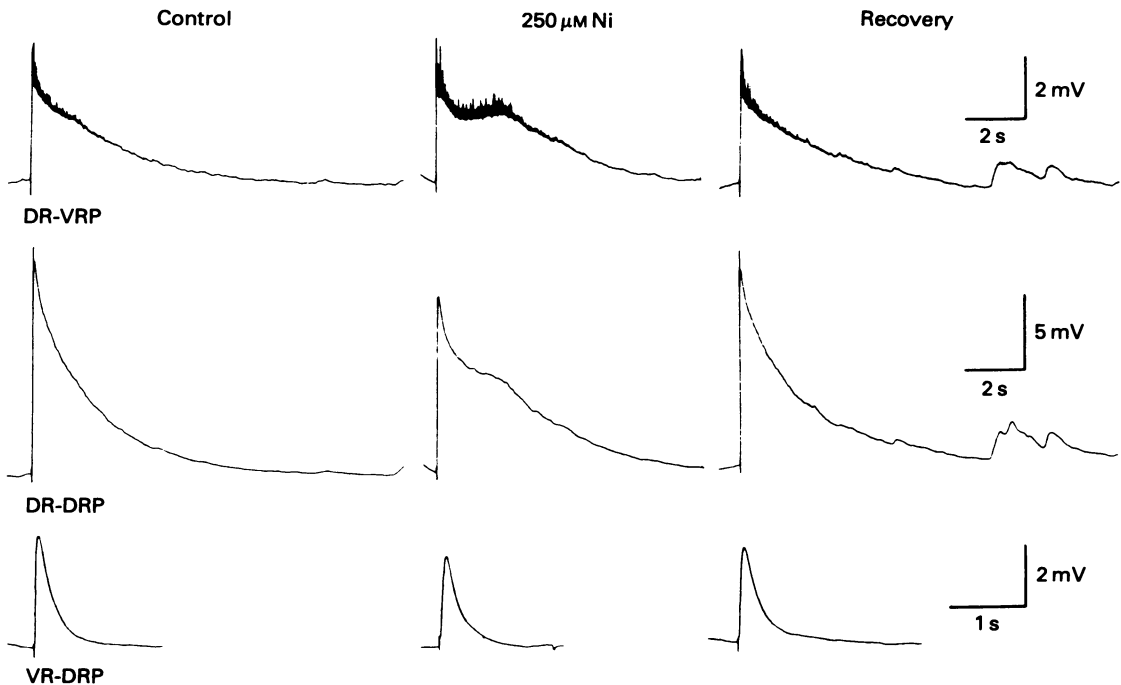 Control
250 μM Ni
Recovery
2 mV
2 s
DR-VRP
5 mV
2 s
DR-DRP
2 mV
1 s
VR-DRP